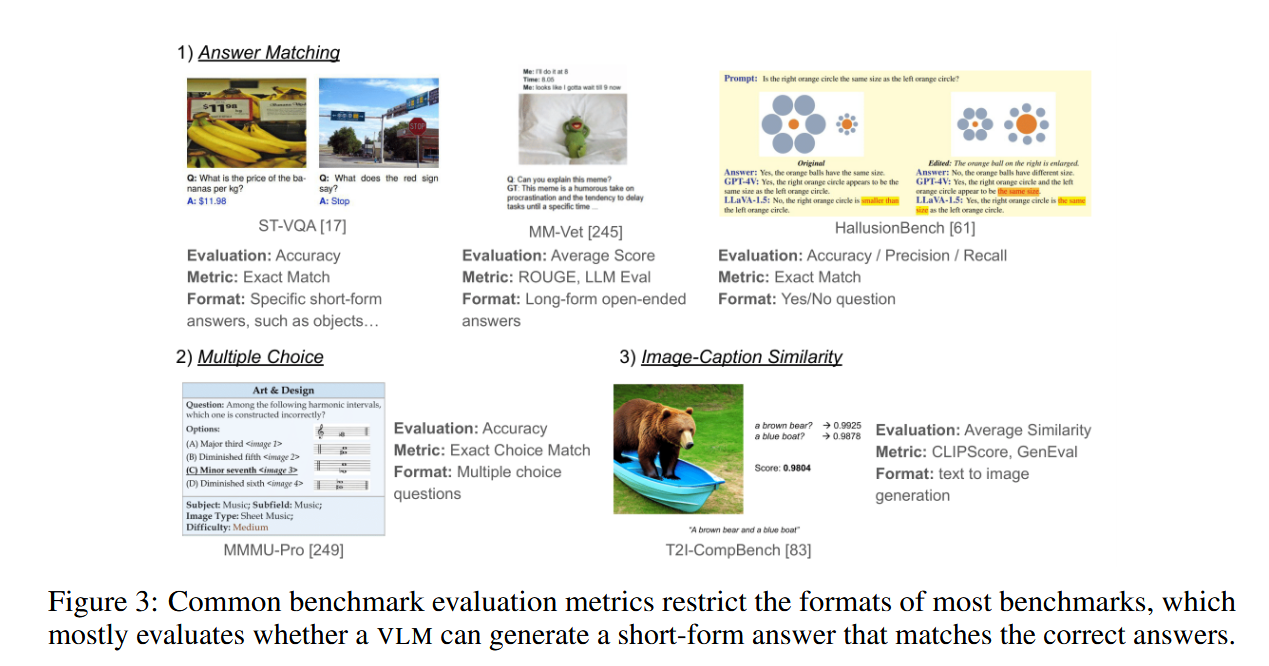 1) Answer Matching
$11.98
STOP
Q: What is the price of the ba-
nanas per kg?
A: $11.98
Q: What does the red sign
say?
A: Stop
ST-VQA [17]
Evaluation: Accuracy
Metric: Exact Match
Format: Specific short-form
answers, such as objects…
Me: I'll do it at 8
Time: 8.05
Me: looks like I gotta wait till 9 now
Q: Can you explain this meme?
GT: This meme is a humorous take on
procrastination and the tendency to delay
tasks until a specific time ...
MM-Vet [245]
Evaluation: Average Score
Metric: ROUGE, LLM Eval
Format: Long-form open-ended
answers
Prompt: Is the right orange circle the same size as the left orange circle?
Original
Answer: Yes, the orange balls have the same size.
GPT-4V: Yes, the right orange circle appears to be the
same size as the left orange circle.
LLaVA-1.5: No, the right orange circle is smaller than
the left orange circle.
Edited: The orange ball on the right is enlarged.
Answer: No, the orange balls have different size.
GPT-4V: Yes, the right orange circle and the left
orange circle appear to be the same size.
LLaVA-1.5: Yes, the right orange circle is the same
size as the left orange circle.
HallusionBench [61]
Evaluation: Accuracy / Precision / Recall
Metric: Exact Match
Format: Yes/No question
2) Multiple Choice
Art & Design
Question: Among the following harmonic intervals,
which one is constructed incorrectly?
Options:
(A) Major third <image 1>
(B) Diminished fifth <image 2>
(C) Minor seventh <image 3>
(D) Diminished sixth <image 4>
Subject: Music; Subfield: Music;
Image Type: Sheet Music;
Difficulty: Medium
MMMU-Pro [249]
Evaluation: Accuracy
Metric: Exact Choice Match
Format: Multiple choice
questions
3) Image-Caption Similarity
a brown bear? → 0.9925
a blue boat? → 0.9878
Score: 0.9804
"A brown bear and a blue boat"
T2I-CompBench [83]
Evaluation: Average Similarity
Metric: CLIPScore, GenEval
Format: text to image
generation
Figure 3: Common benchmark evaluation metrics restrict the formats of most benchmarks, which
mostly evaluates whether a VLM can generate a short-form answer that matches the correct answers.